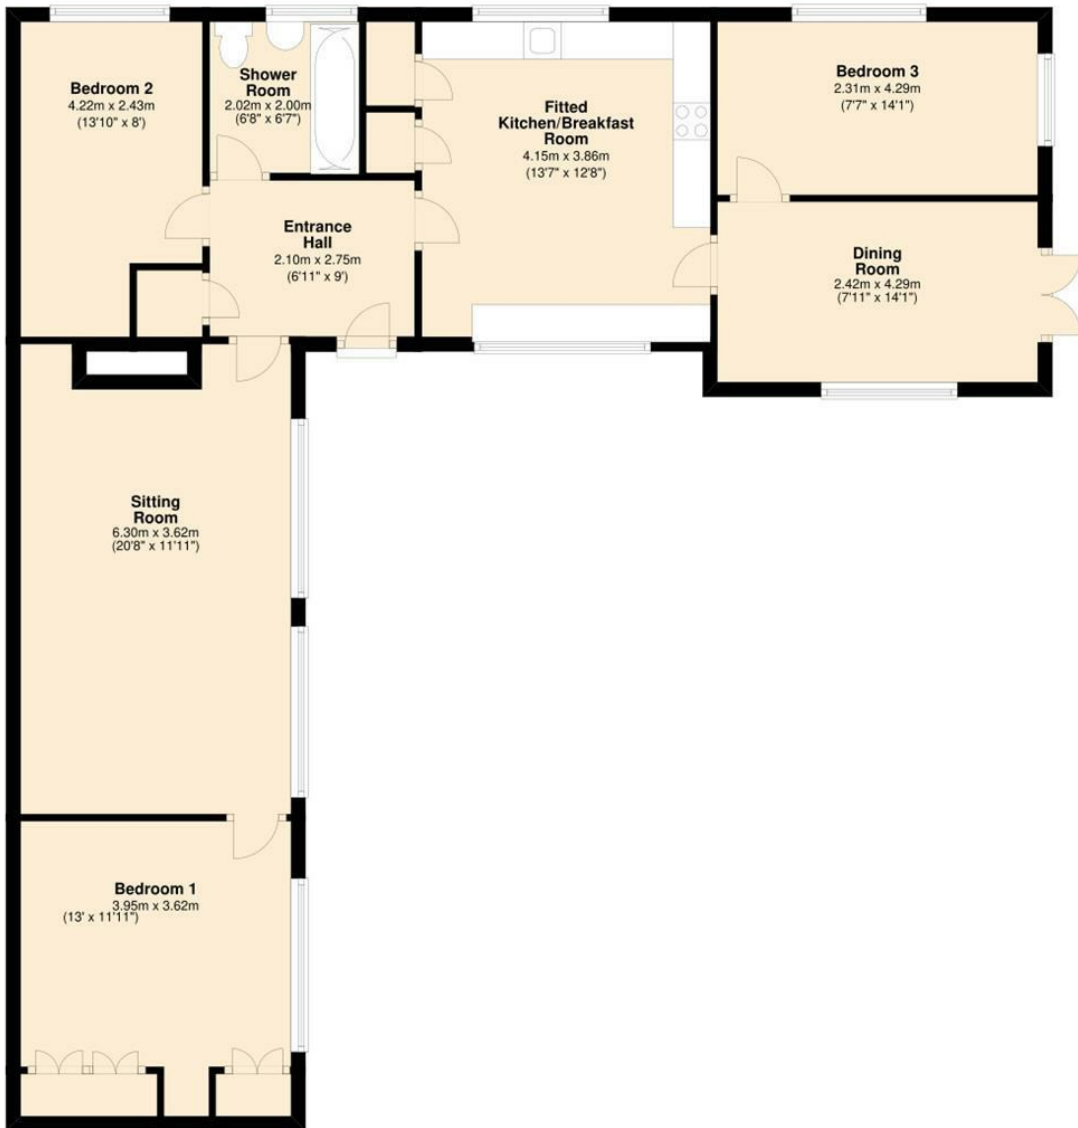 Bedroom 2
4.22m x 2.43m
(13'10" x 8')
Shower
Room
2.02m x 2.00m
(6'8" x 6'7")
Fitted
Kitchen/Breakfast
Room
4.15m x 3.86m
(13'7" x 12'8")
Bedroom 3
2.31m x 4.29m
(7'7" x 14'1")
Entrance
Hall
2.10m x 2.75m
(6'11" x 9')
Dining
Room
2.42m x 4.29m
(7'11" x 14'1")
Sitting
Room
6.30m x 3.62m
(20'8" x 11'11")
Bedroom 1
3.95m x 3.62m
(13' x 11'11")